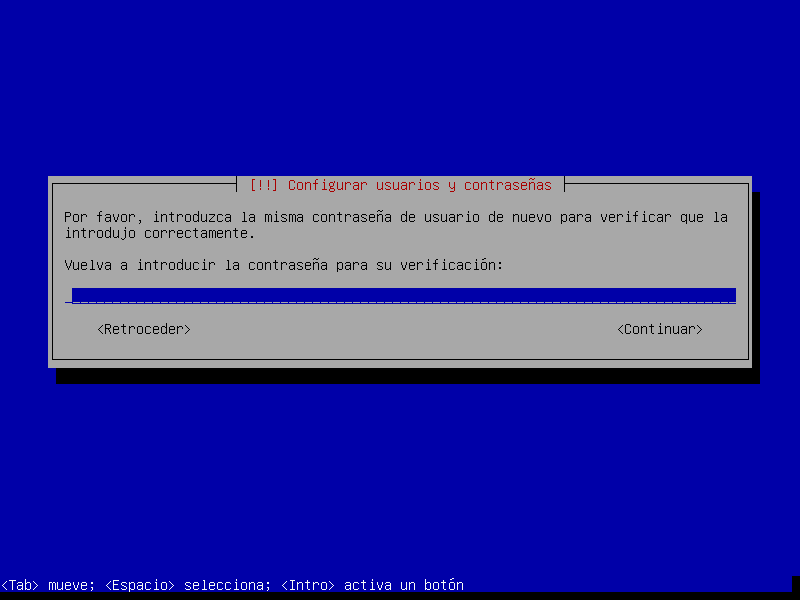 [!!] Configurar usuarios y contraseñas
Por favor, introduzca la misma contraseña de usuario de nuevo para verificar que la
introdujo correctamente.
Vuelva a introducir la contraseña para su verificación:
<Retroceder> <Continuar>
<Tab> mueve; <Espacio> selecciona; <Intro> activa un botón